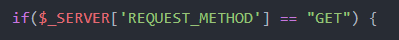 if($_SERVER['REQUEST_METHOD'] == "GET") {